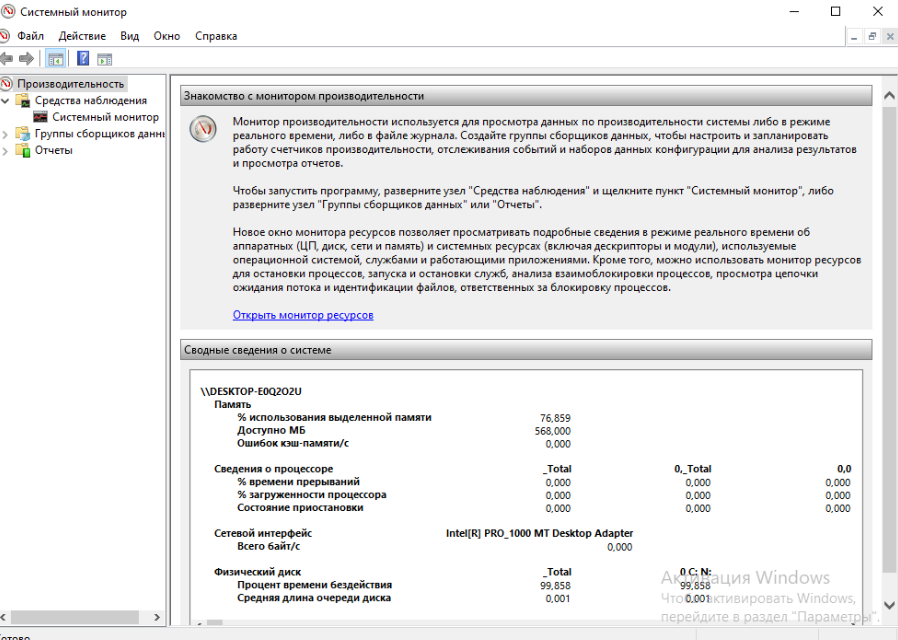 Системный монитор
Файл Действие Вид Окно Справка
Производительность
Средства наблюдения
Системный монитор
Группы сборщиков данн
Отчеты
Знакомство с монитором производительности
Монитор производительности используется для просмотра данных по производительности системы либо в режиме
реального времени, либо в файле журнала. Создайте группы сборщиков данных, чтобы настроить и запланировать
работу счетчиков производительности, отслеживания событий и наборов данных конфигурации для анализа результатов
и просмотра отчетов.
Чтобы запустить программу, разверните узел "Средства наблюдения" и щелкните пункт "Системный монитор", либо
разверните узел "Группы сборщиков данных" или "Отчеты".
Новое окно монитора ресурсов позволяет просматривать подробные сведения в режиме реального времени об
аппаратных (ЦП, диск, сети и память) и системных ресурсах (включая дескрипторы и модули), используемые
операционной системой, службами и работающими приложениями. Кроме того, можно использовать монитор ресурсов
для остановки процессов, запуска и остановки служб, анализа взаимоблокировки процессов, просмотра цепочки
ожидания потока и идентификации файлов, ответственных за блокировку процессов.
Открыть монитор ресурсов
Сводные сведения о системе
\\DESKTOP-E0Q2O2U
Память
% использования выделенной памяти 76,859
Доступно МБ 568,000
Ошибок кэш-памяти/с 0,000
Сведения о процессоре _Total 0,_Total 0,0
% времени прерываний 0,000 0,000 0,000
% загруженности процессора 0,000 0,000 0,000
Состояние приостановки 0,000 0,000 0,000
Сетевой интерфейс Intel[R] PRO_1000 MT Desktop Adapter
Всего байт/с 0,000
Физический диск _Total 0 C: N:
Процент времени бездействия 99,858 99,858
Средняя длина очереди диска 0,001 0,001
Активация Windows
Чтобы активировать Windows,
перейдите в раздел "Параметры".
Готово